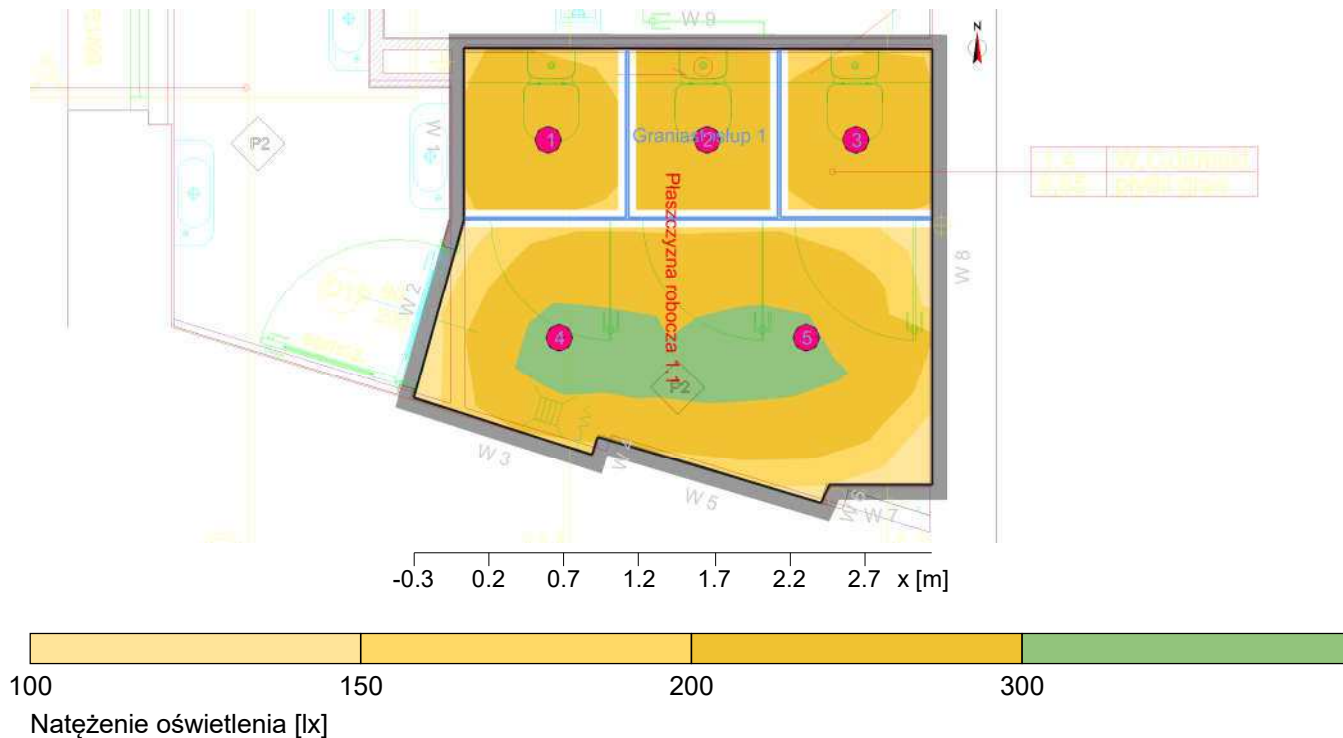 W 9
N
W 1
P2
1
Graniastosłup 1
2
3
Płaszczyzna robocza 1.1
W 2
W 8
4
5
P2
W 3
W 4
W 5
W 6
W 7
-0.3 0.2 0.7 1.2 1.7 2.2 2.7 x [m]
100 150 200 300
Natężenie oświetlenia [lx]